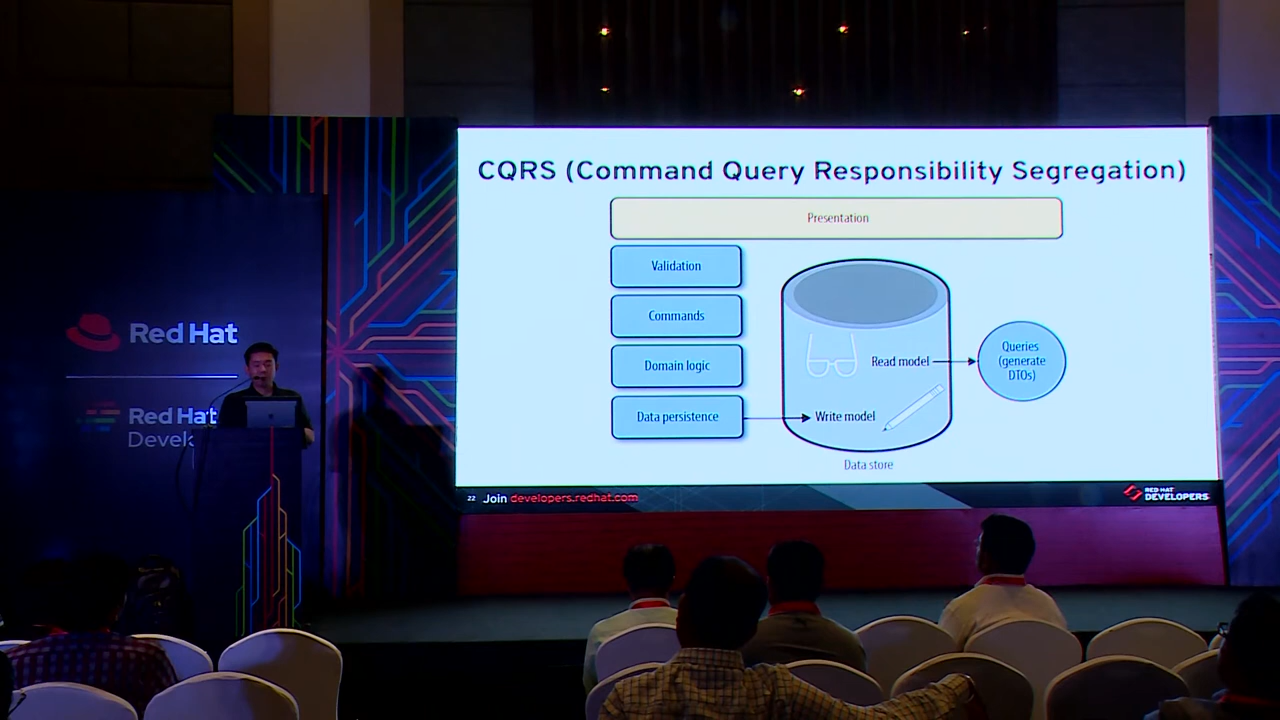 CQRS (Command Query Responsibility Segregation)
Presentation
Validation
Commands
Domain logic
Data persistence
Read model
Write model
Queries
(generate
DTOs)
Data store
22 Join developers.redhat.com
RED HAT
DEVELOPERS
Red Hat
Red Hat